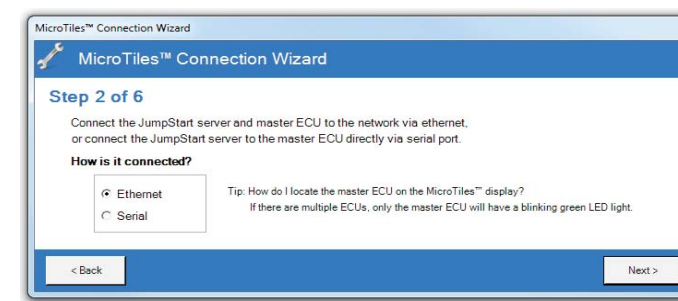 MicroTiles™ Connection Wizard
MicroTiles™ Connection Wizard
Step 2 of 6
Connect the JumpStart server and master ECU to the network via ethernet,
or connect the JumpStart server to the master ECU directly via serial port.
How is it connected?
Ethernet
Serial
Tip: How do I locate the master ECU on the MicroTiles™ display?
If there are multiple ECUs, only the master ECU will have a blinking green LED light.
< Back
Next >